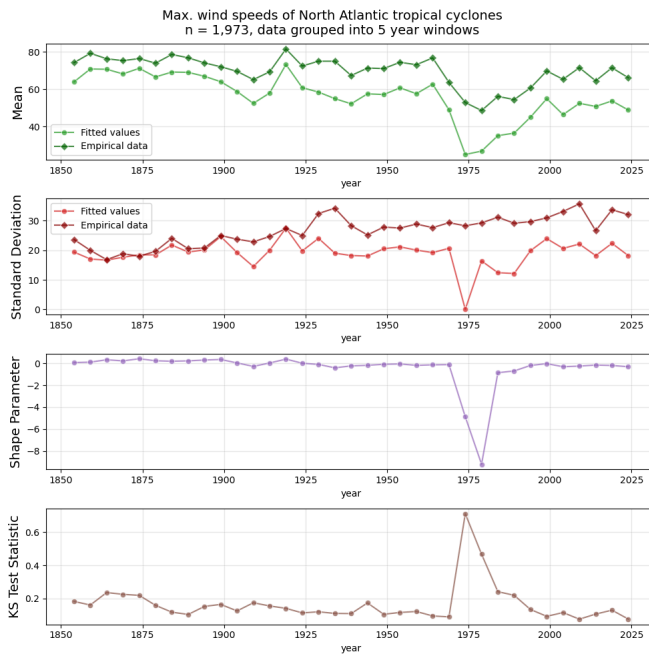 Max. wind speeds of North Atlantic tropical cyclones
n = 1,973, data grouped into 5 year windows
Mean
80
60
40
Fitted values
Empirical data
1850 1875 1900 1925 1950 1975 2000 2025
year
Standard Deviation
30
20
10
0
Fitted values
Empirical data
1850 1875 1900 1925 1950 1975 2000 2025
year
Shape Parameter
0
−2
−4
−6
−8
1850 1875 1900 1925 1950 1975 2000 2025
year
KS Test Statistic
0.6
0.4
0.2
1850 1875 1900 1925 1950 1975 2000 2025
year